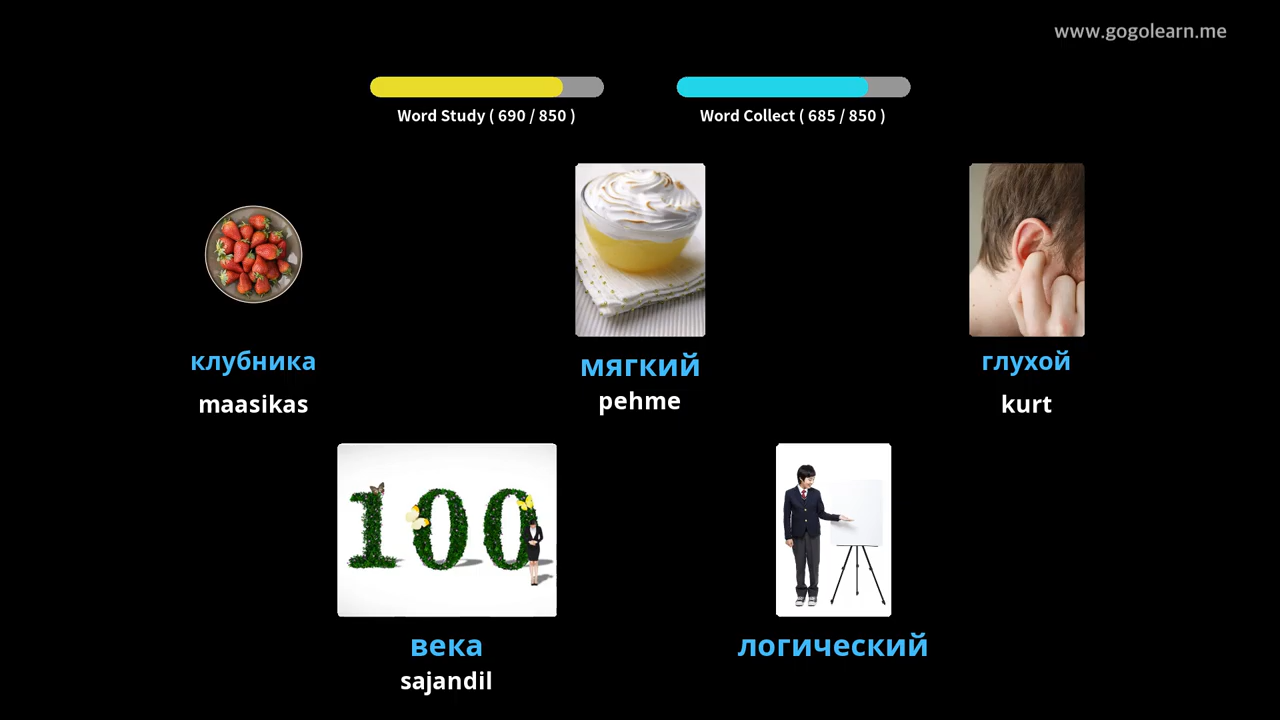 www.gogolearn.me
Word Study ( 690 / 850 )
Word Collect ( 685 / 850 )
клубника
мягкий
глухой
maasikas
pehme
kurt
100
века
логический
sajandil